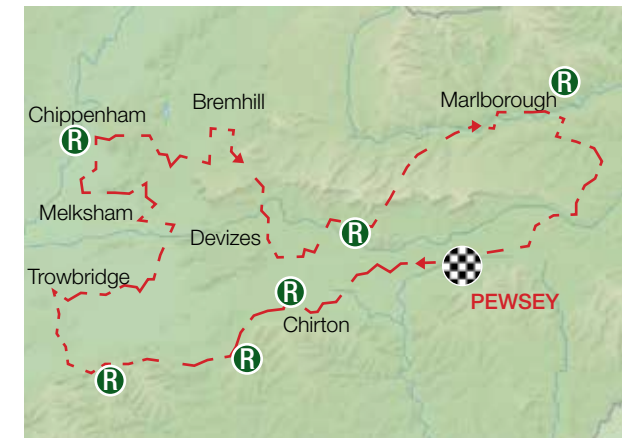 Bremhill
Marlborough
R
Chippenham
R
Melksham
Devizes
R
Trowbridge
R
PEWSEY
Chirton
R
R